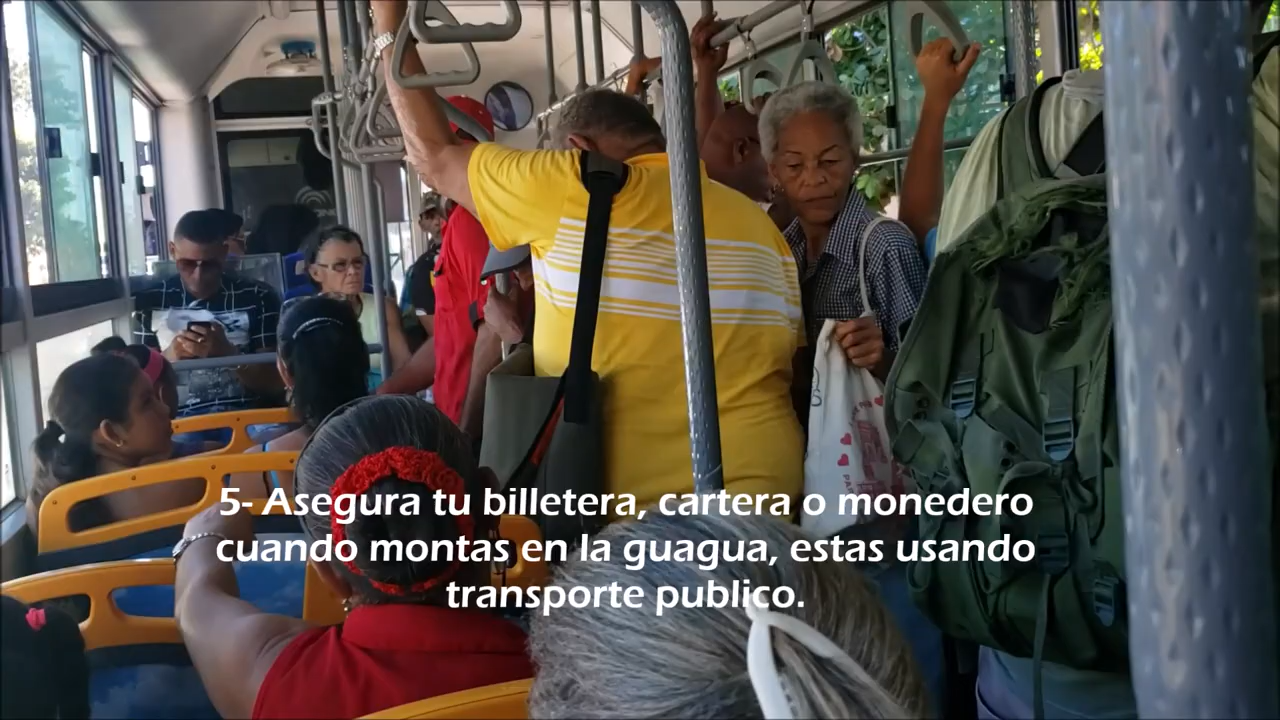 5- Asegura tu billetera, cartera o monedero
cuando montas en la guagua, estas usando
transporte publico.